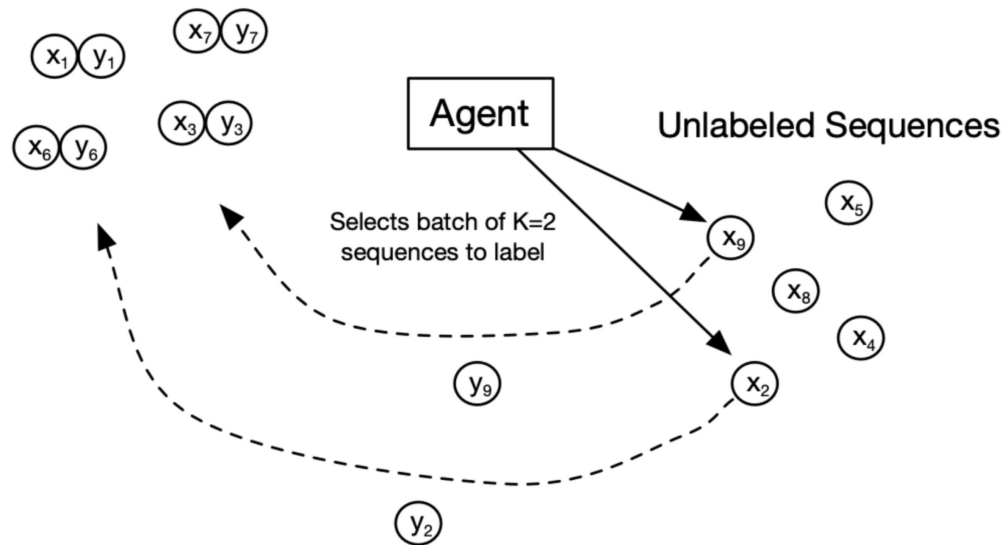 x₇ y₇
x₁ y₁
x₃ y₃
x₆ y₆
Agent
Unlabeled Sequences
Selects batch of K=2
sequences to label
x₅
x₉
x₈
x₄
x₂
y₉
y₂